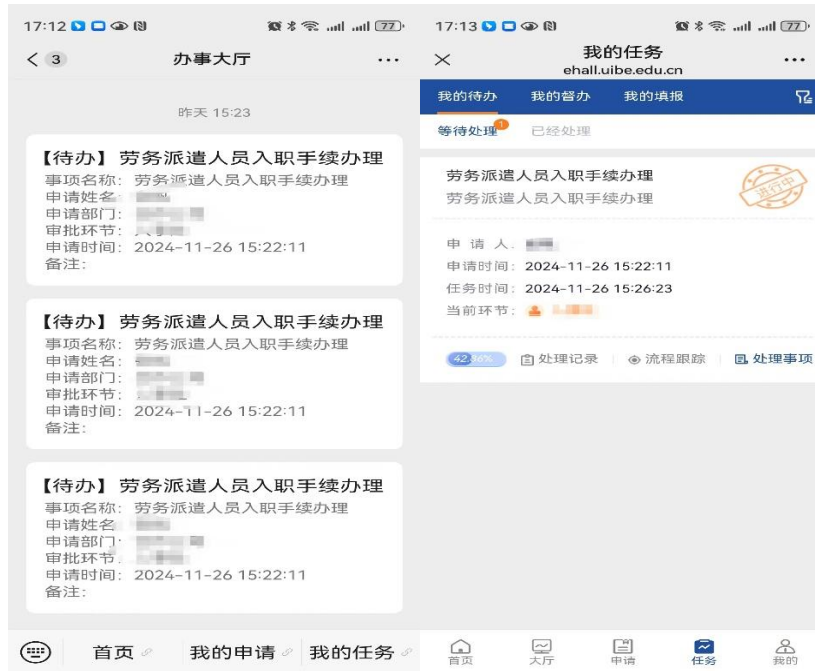 17:12
77
3
办事大厅
...
昨天 15:23
【待办】劳务派遣人员入职手续办理
事项名称：劳务派遣人员入职手续办理
申请姓名
申请部门：
审批环节：
申请时间：2024-11-26 15:22:11
备注：
【待办】劳务派遣人员入职手续办理
事项名称：劳务派遣人员入职手续办理
申请姓名：
申请部门：
审批环节：
申请时间：2024-11-26 15:22:11
备注：
【待办】劳务派遣人员入职手续办理
事项名称：劳务派遣人员入职手续办理
申请姓名
申请部门：
审批环节
申请时间：2024-11-26 15:22:11
备注：
首页
我的申请
我的任务
17:13
77
我的任务
ehall.uibe.edu.cn
...
我的待办 我的督办 我的填报
等待处理 1 已经处理
劳务派遣人员入职手续办理
劳务派遣人员入职手续办理
进行中
申 请 人
申请时间：2024-11-26 15:22:11
任务时间：2024-11-26 15:26:23
当前环节：
处理记录 流程跟踪 处理事项
首页 大厅 申请 任务 我的